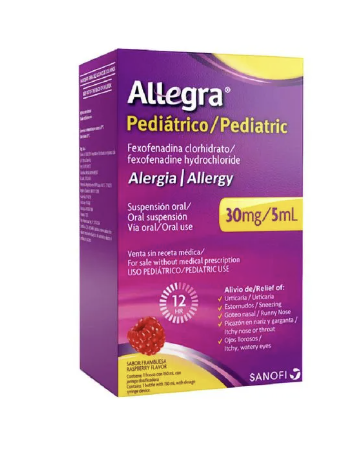 Allegra®
Pediátrico/Pediatric
Fexofenadina clorhidrato/
fexofenadine hydrochloride
Alergia | Allergy
Suspensión oral/
Oral suspension
Vía oral/Oral use
30mg/5mL
Venta sin receta médica/
For sale without medical prescription
USO PEDIÁTRICO/PEDIATRIC USE
12
HR
Alivio de/Relief of:
Urticaria / Urticaria
Estornudos / Sneezing
Goteo nasal / Runny Nose
Picazón en nariz y garganta /
Itchy nose or throat
Ojos llorosos /
Itchy, watery eyes
SABOR FRAMBUESA
RASPBERRY FLAVOR
SANOFI